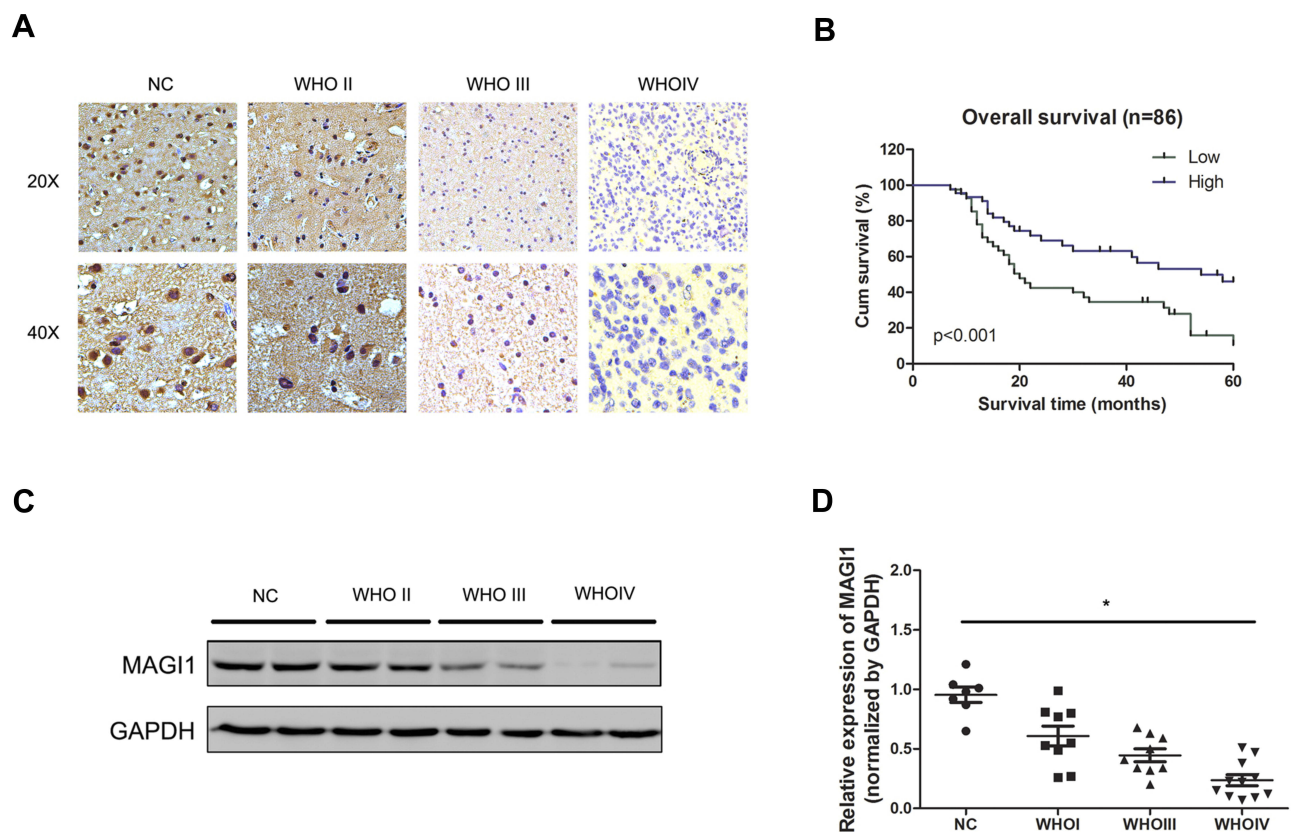 A
NC WHO II WHO III WHOIV
20X
40X
B
Overall survival (n=86)
Low
High
120
100
80
60
40
20
0
Cum survival (%)
p<0.001
0 20 40 60
Survival time (months)
C
NC WHO II WHO III WHOIV
MAGI1
GAPDH
D
Relative expression of MAGI1
(normalized by GAPDH)
2.0
1.5
1.0
0.5
0.0
*
NC WHOI WHOIII WHOIV